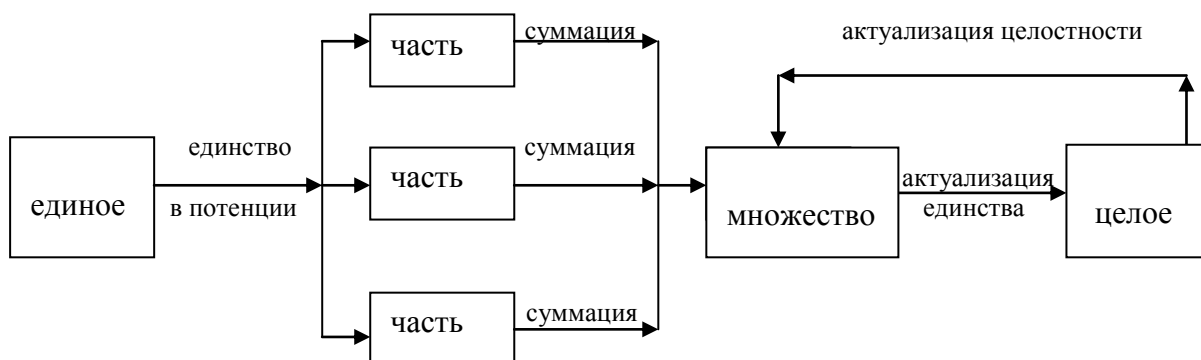 часть
суммация
актуализация целостности
единое
единство
в потенции
часть
суммация
множество
актуализация
единства
целое
часть
суммация